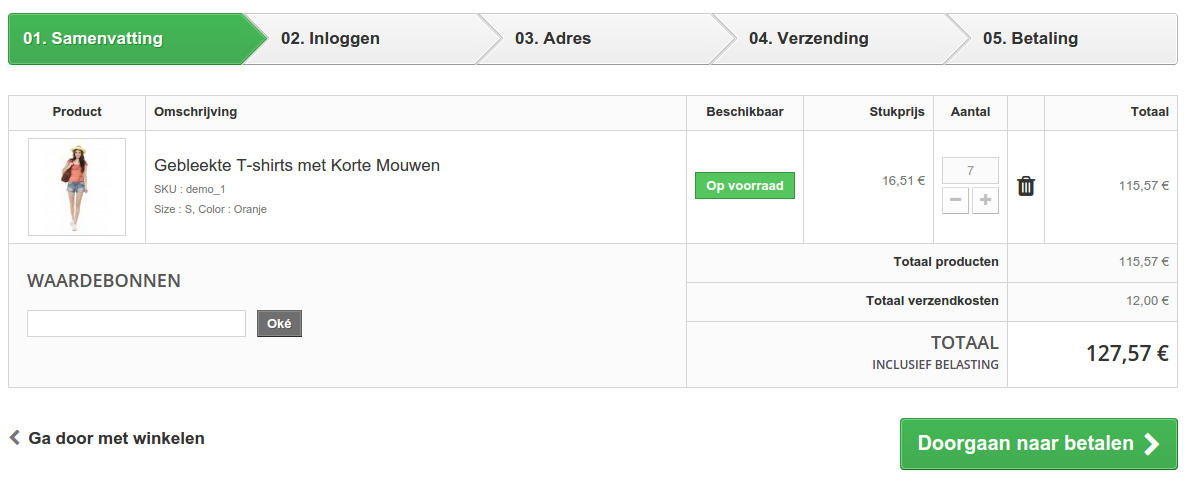 01. Samenvatting 02. Inloggen 03. Adres 04. Verzending 05. Betaling
Product Omschrijving Beschikbaar Stukprijs Aantal Totaal
Gebleekte T-shirts met Korte Mouwen
SKU : demo_1
Size : S, Color : Oranje
Op voorraad
16,51 €
7
115,57 €
WAARDEBONNEN
Oké
Totaal producten 115,57 €
Totaal verzendkosten 12,00 €
TOTAAL
INCLUSIEF BELASTING
127,57 €
Ga door met winkelen
Doorgaan naar betalen